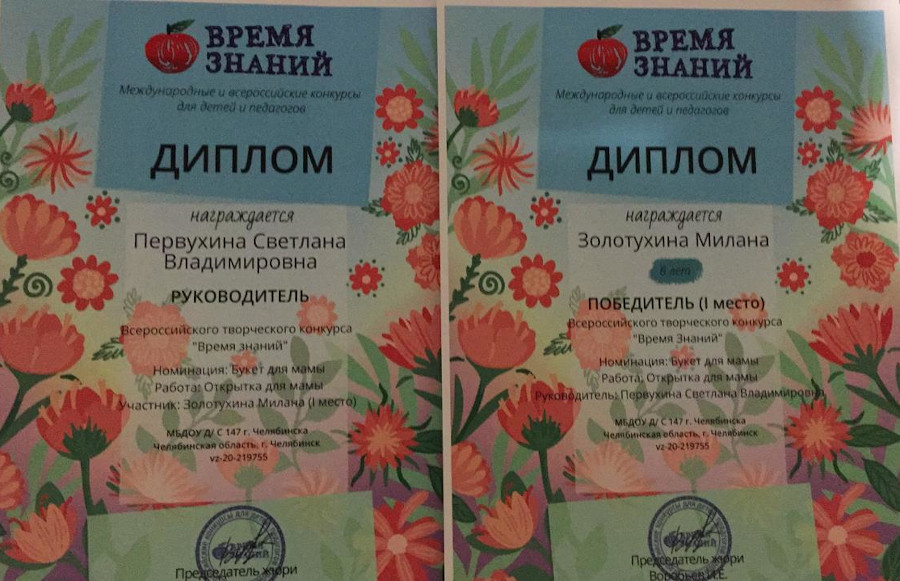 ВРЕМЯ
ЗНАНИЙ
Международные и всероссийские конкурсы
для детей и педагогов
ДИПЛОМ
награждается
Первухина Светлана
Владимировна
РУКОВОДИТЕЛЬ
Всероссийского творческого конкурса
"Время знаний"
Номинация: Букет для мамы
Работа: Открытка для мамы
Участник: Золотухина Милана (I место)
МБДОУ Д/ С 147 г. Челябинска
Челябинская область, г. Челябинск
vz-20-219755
ВРЕМЯ
ЗНАНИЙ
Председатель жюри
ВРЕМЯ
ЗНАНИЙ
Международные и всероссийские конкурсы
для детей и педагогов
ДИПЛОМ
награждается
Золотухина Милана
6 лет
ПОБЕДИТЕЛЬ (I место)
Всероссийского творческого конкурса
"Время Знаний"
Номинация: Букет для мамы
Работа: Открытка для мамы
Руководитель: Первухина Светлана Владимировна
МБДОУ Д/ С 147 г. Челябинска
Челябинская область, г. Челябинск
vz-20-219755
Председатель жюри
Воробьев И.Е.